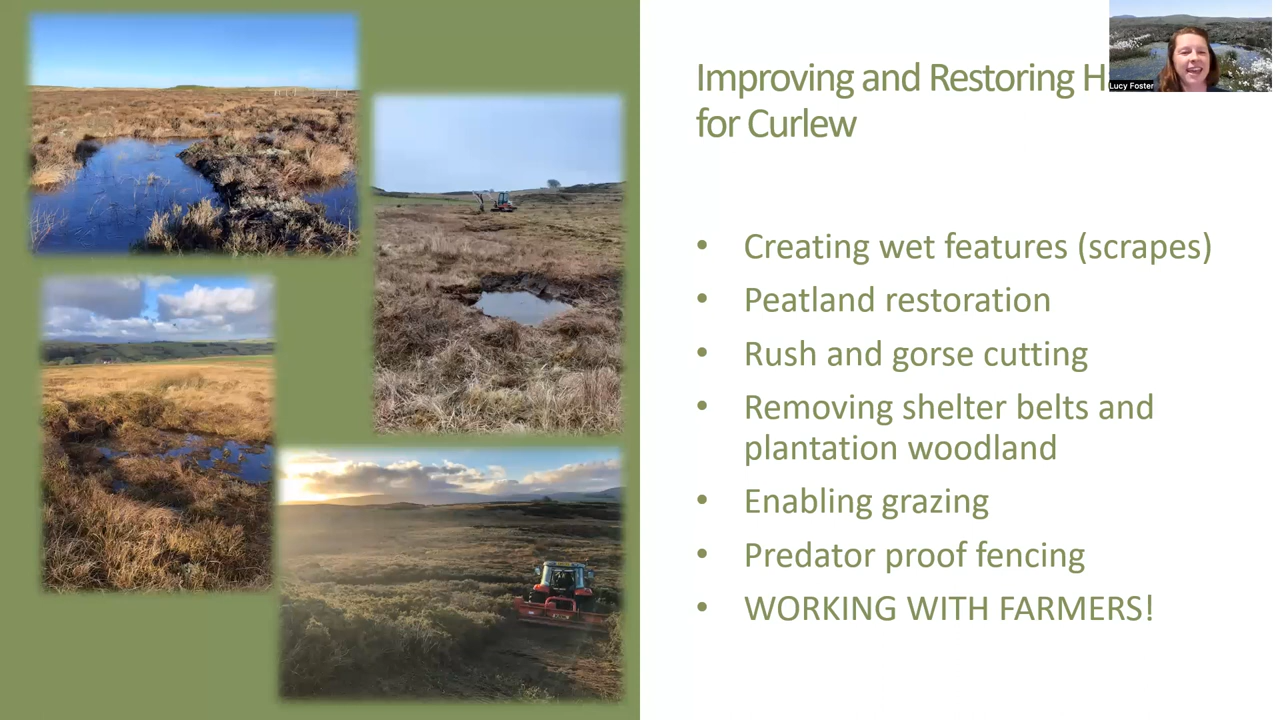 Improving and Restoring H
for Curlew
Lucy Foster
• Creating wet features (scrapes)
• Peatland restoration
• Rush and gorse cutting
• Removing shelter belts and
plantation woodland
• Enabling grazing
• Predator proof fencing
• WORKING WITH FARMERS!